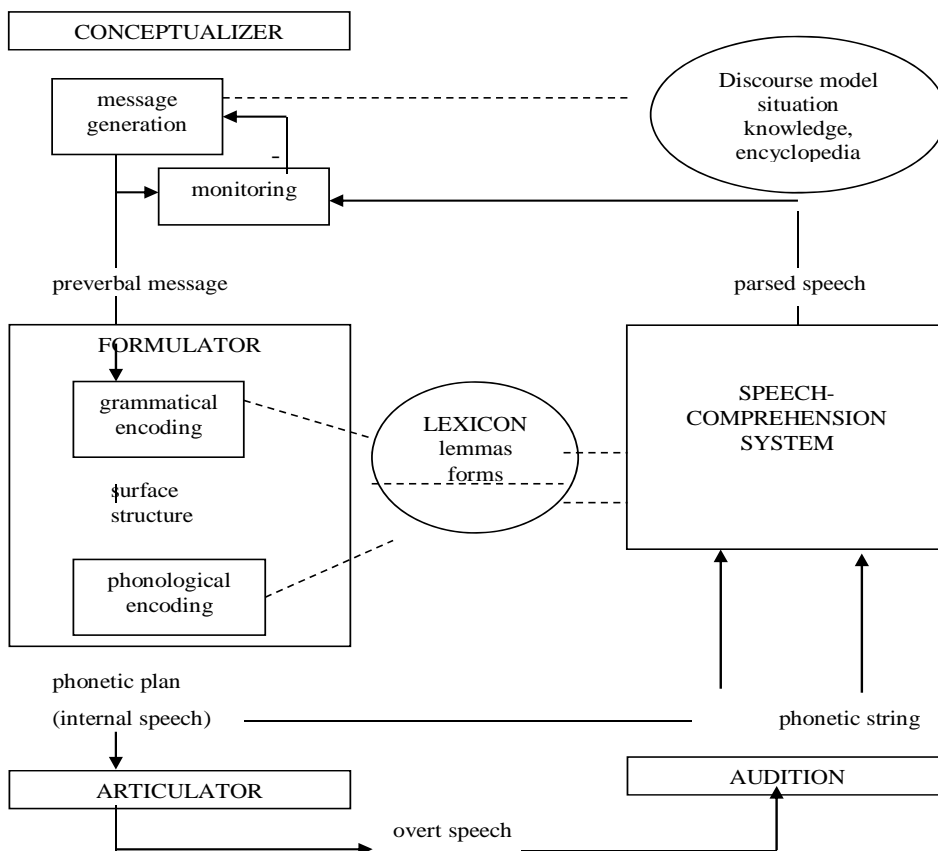 CONCEPTUALIZER
message
generation
Discourse model
situation
knowledge,
encyclopedia
-
monitoring
preverbal message
parsed speech
FORMULATOR
grammatical
encoding
surface
structure
phonological
encoding
LEXICON
lemmas
forms
SPEECH-
COMPREHENSION
SYSTEM
phonetic plan
(internal speech)
phonetic string
ARTICULATOR
AUDITION
overt speech